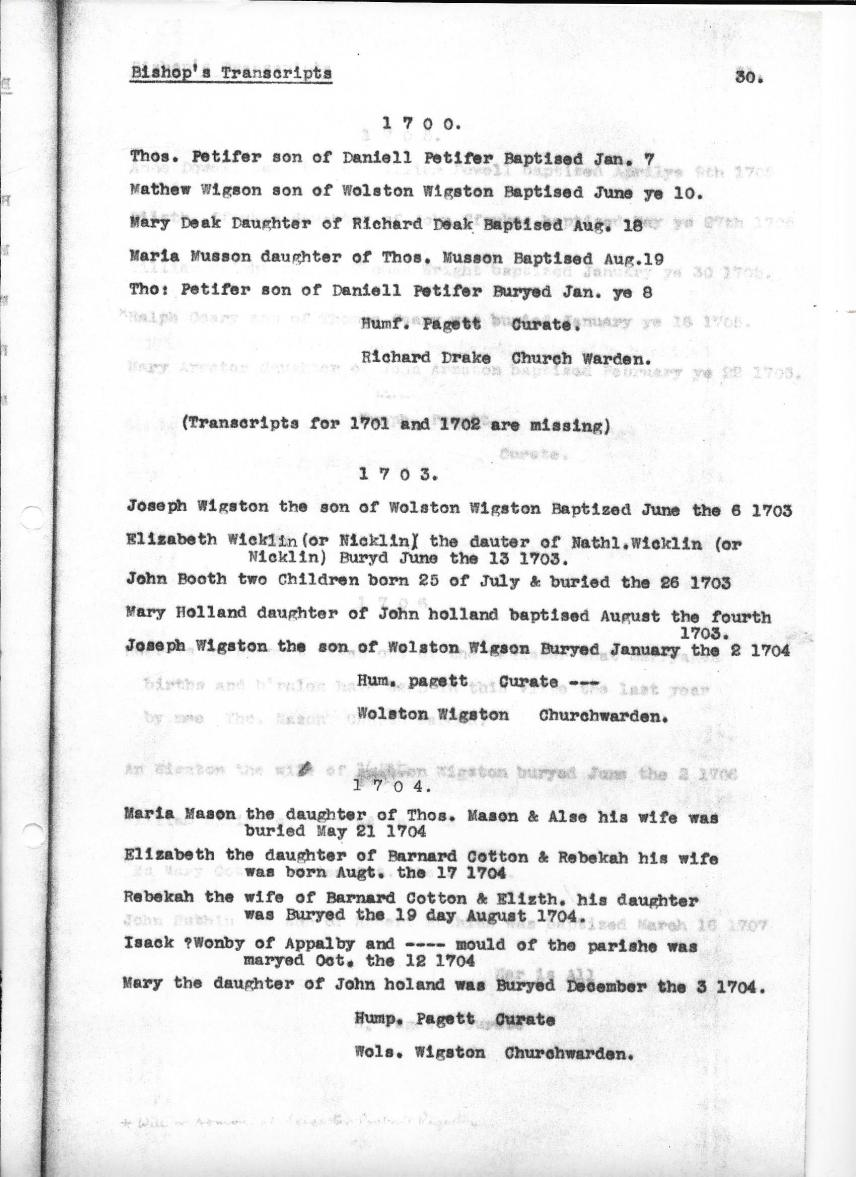 Bishop's Transcripts 30.
1 7 0 0.
Thos. Petifer son of Daniell Petifer Baptised Jan. 7
Mathew Wigson son of Wolston Wigston Baptised June ye 10.
Mary Deak Daughter of Richard Deak Baptised Aug. 18
Maria Musson daughter of Thos. Musson Baptised Aug.19
Tho: Petifer son of Daniell Petifer Buryed Jan. ye 8
Humf. Pagett Curate.
Richard Drake Church Warden.
(Transcripts for 1701 and 1702 are missing)
1 7 0 3.
Joseph Wigston the son of Wolston Wigston Baptized June the 6 1703
Elizabeth Wicklin(or Nicklin) the dauter of Nathl.Wicklin (or
Nicklin) Buryd June the 13 1703.
John Booth two Children born 25 of July & buried the 26 1703
Mary Holland daughter of John holland baptised August the fourth
1703.
Joseph Wigston the son of Wolston Wigson Buryed January the 2 1704
Hum. pagett Curate ---
Wolston Wigston Churchwarden.
1 7 0 4.
Maria Mason the daughter of Thos. Mason & Alse his wife was
buried May 21 1704
Elizabeth the daughter of Barnard Cotton & Rebekah his wife
was born Augt. the 17 1704
Rebekah the wife of Barnard Cotton & Elizth. his daughter
was Buryed the 19 day August 1704.
Isack ?Wonby of Appalby and ---- mould of the parishe was
maryed Oct. the 12 1704
Mary the daughter of John holand was Buryed December the 3 1704.
Hump. Pagett Curate
Wols. Wigston Churchwarden.